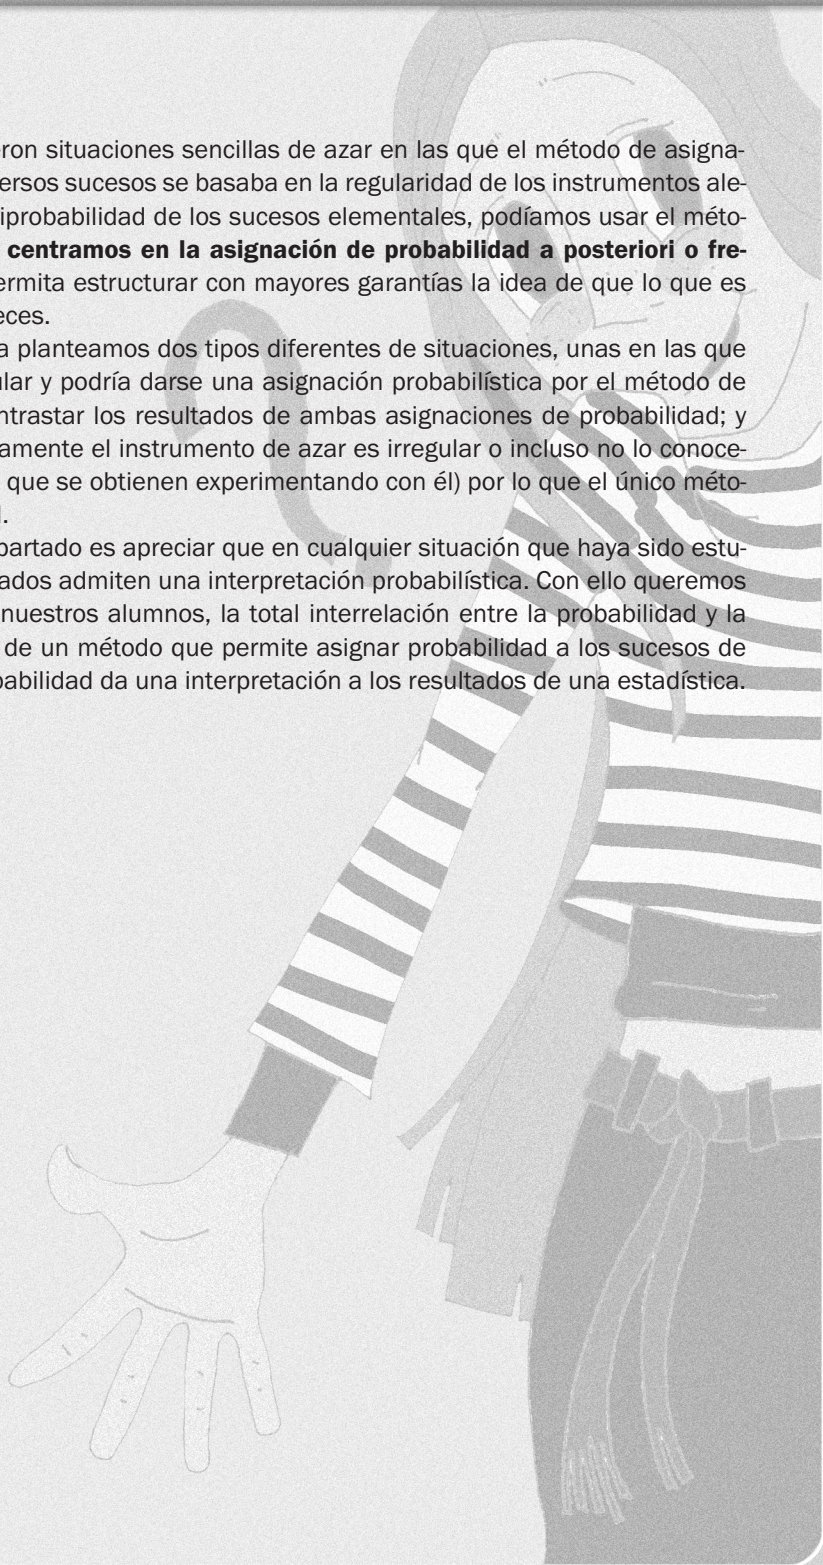 ron situaciones sencillas de azar en las que el método de asigna-
ersos sucesos se basaba en la regularidad de los instrumentos ale-
iprobabilidad de los sucesos elementales, podíamos usar el méto-
centramos en la asignación de probabilidad a posteriori o fre-
ermita estructurar con mayores garantías la idea de que lo que es
eces.
a planteamos dos tipos diferentes de situaciones, unas en las que
ular y podría darse una asignación probabilística por el método de
ntrastar los resultados de ambas asignaciones de probabilidad; y
amente el instrumento de azar es irregular o incluso no lo conoce-
que se obtienen experimentando con él) por lo que el único méto-
l.
partado es apreciar que en cualquier situación que haya sido estu-
ados admiten una interpretación probabilística. Con ello queremos
nuestros alumnos, la total interrelación entre la probabilidad y la
de un método que permite asignar probabilidad a los sucesos de
babilidad da una interpretación a los resultados de una estadística.